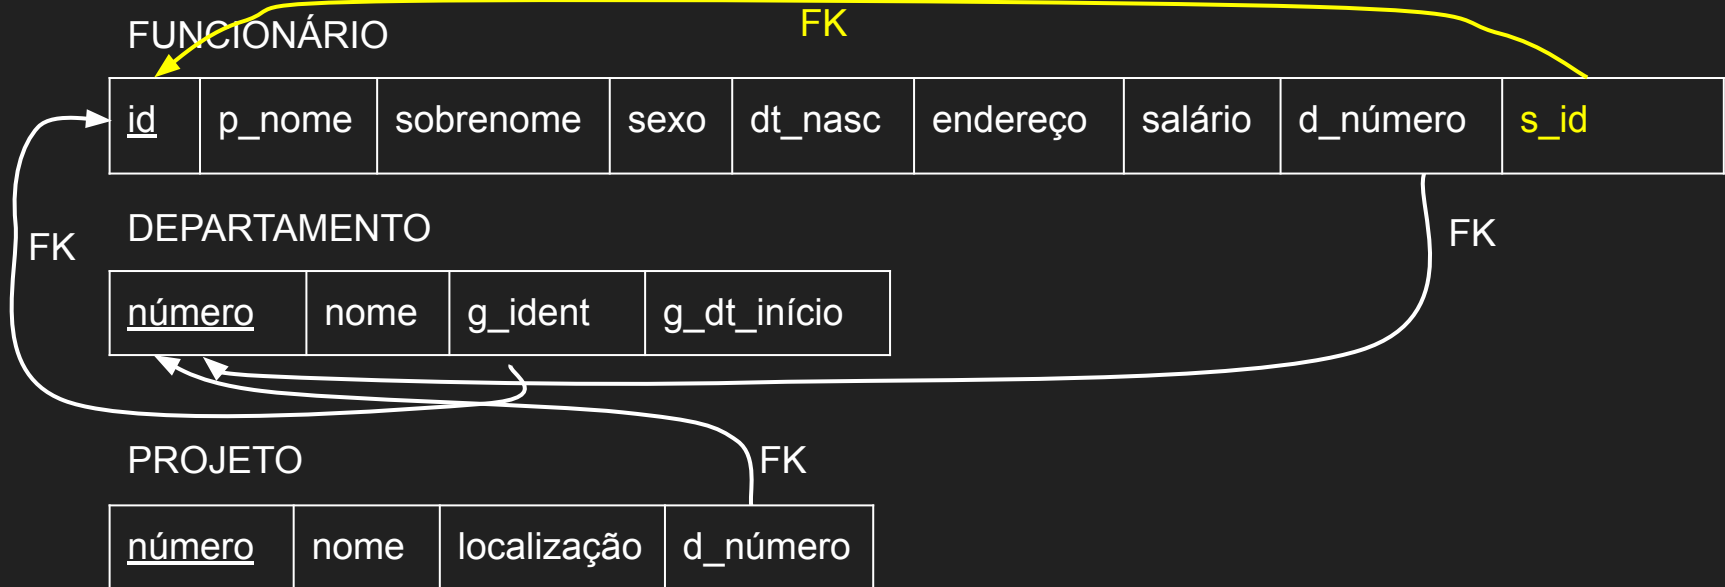 FK
FUNCIONÁRIO
id p_nome sobrenome sexo dt_nasc endereço salário d_número s_id
DEPARTAMENTO
FK
FK
número nome g_ident g_dt_início
PROJETO
FK
número nome localização d_número